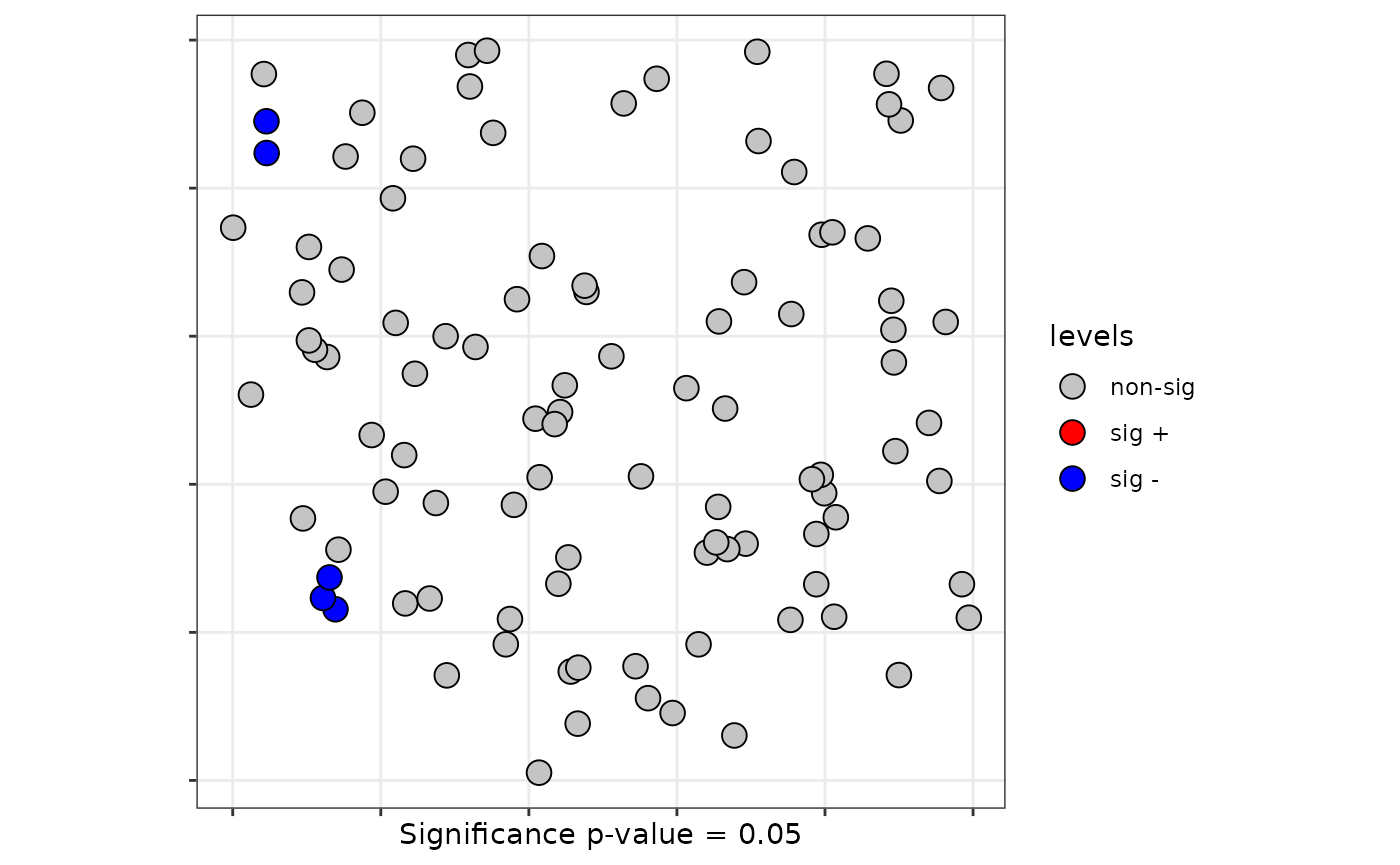 levels
non-sig
sig +
sig -
Significance p-value = 0.05